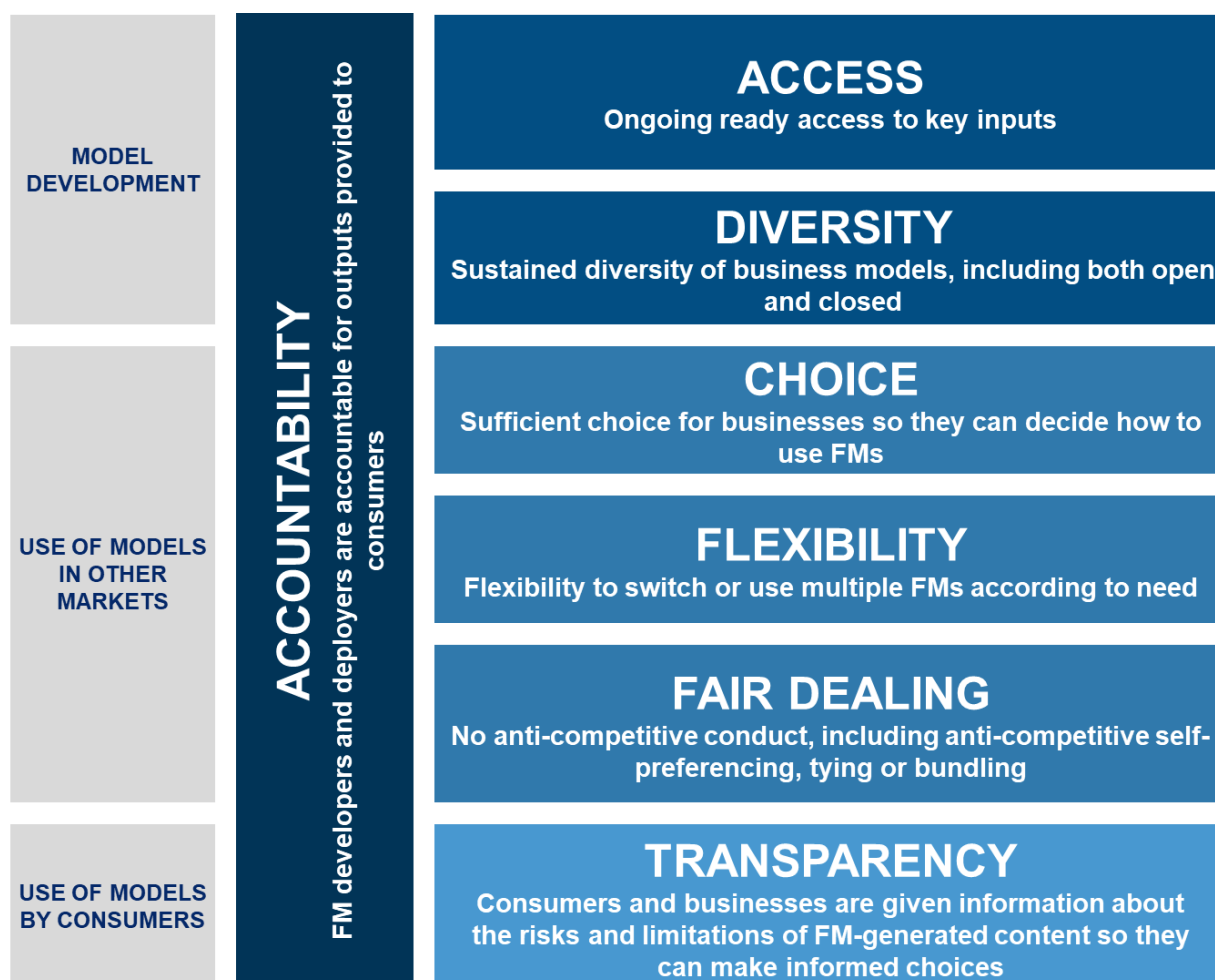 MODEL
DEVELOPMENT
USE OF MODELS
IN OTHER
MARKETS
USE OF MODELS
BY CONSUMERS
ACCOUNTABILITY
FM developers and deployers are accountable for outputs provided to
consumers
ACCESS
Ongoing ready access to key inputs
DIVERSITY
Sustained diversity of business models, including both open
and closed
CHOICE
Sufficient choice for businesses so they can decide how to
use FMs
FLEXIBILITY
Flexibility to switch or use multiple FMs according to need
FAIR DEALING
No anti-competitive conduct, including anti-competitive self-
preferencing, tying or bundling
TRANSPARENCY
Consumers and businesses are given information about
the risks and limitations of FM-generated content so they
can make informed choices